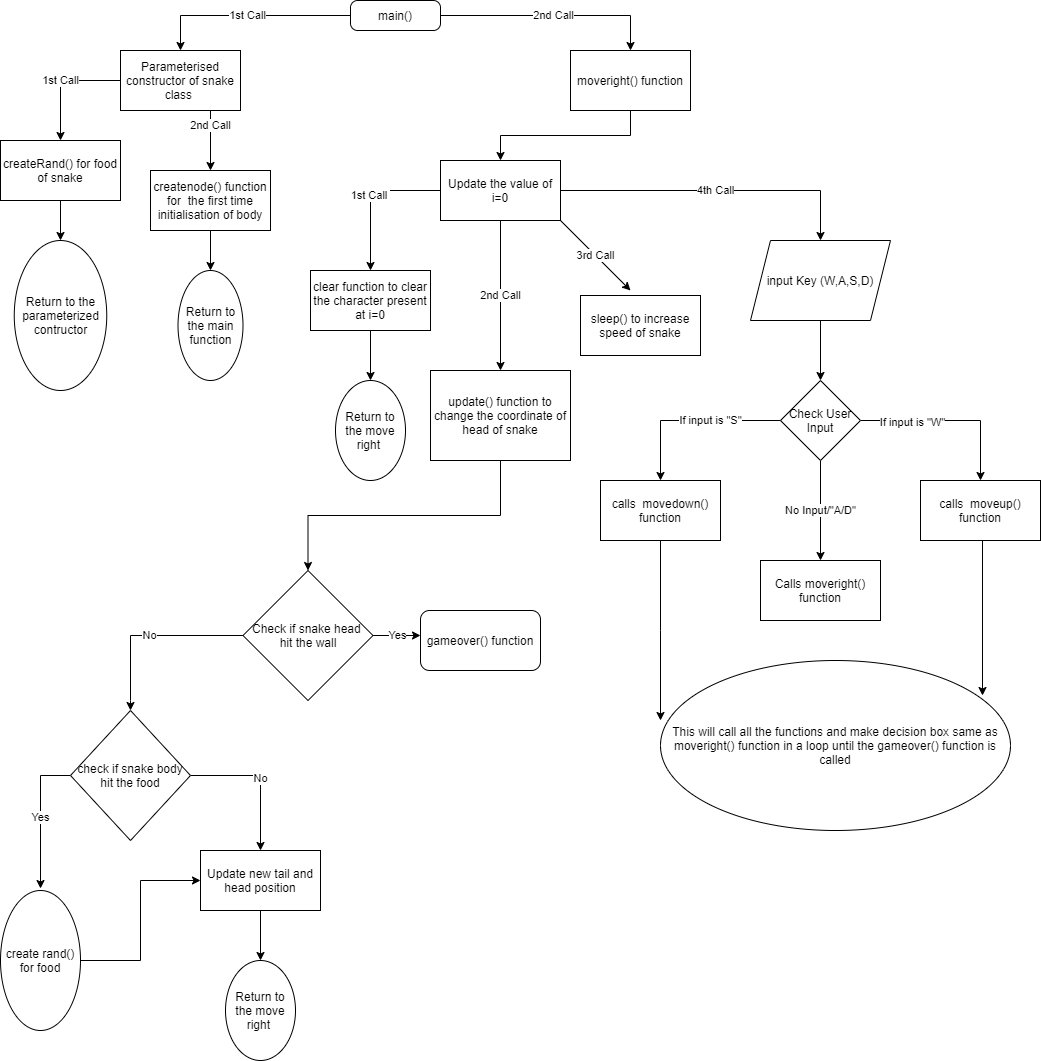 main()
1st Call
2nd Call
Parameterised
constructor of snake
class
moveright() function
1st Call
2nd Call
createRand() for food
of snake
createnode() function
for  the first time
initialisation of body
Update the value of
i=0
1st Call
4th Call
3rd Call
2nd Call
Return to the
parameterized
contructor
Return to
the main
function
clear function to clear
the character present
at i=0
sleep() to increase
speed of snake
input Key (W,A,S,D)
Return to
the move
right
update() function to
change the coordinate of
head of snake
Check User
Input
If input is "S"
If input is "W"
No Input/"A/D"
calls  movedown()
function
calls  moveup()
function
Calls moveright()
function
Check if snake head
hit the wall
No
Yes
gameover() function
This will call all the functions and make decision box same as
moveright() function in a loop until the gameover() function is
called
check if snake body
hit the food
Yes
No
Update new tail and
head position
create rand()
for food
Return to
the move
right